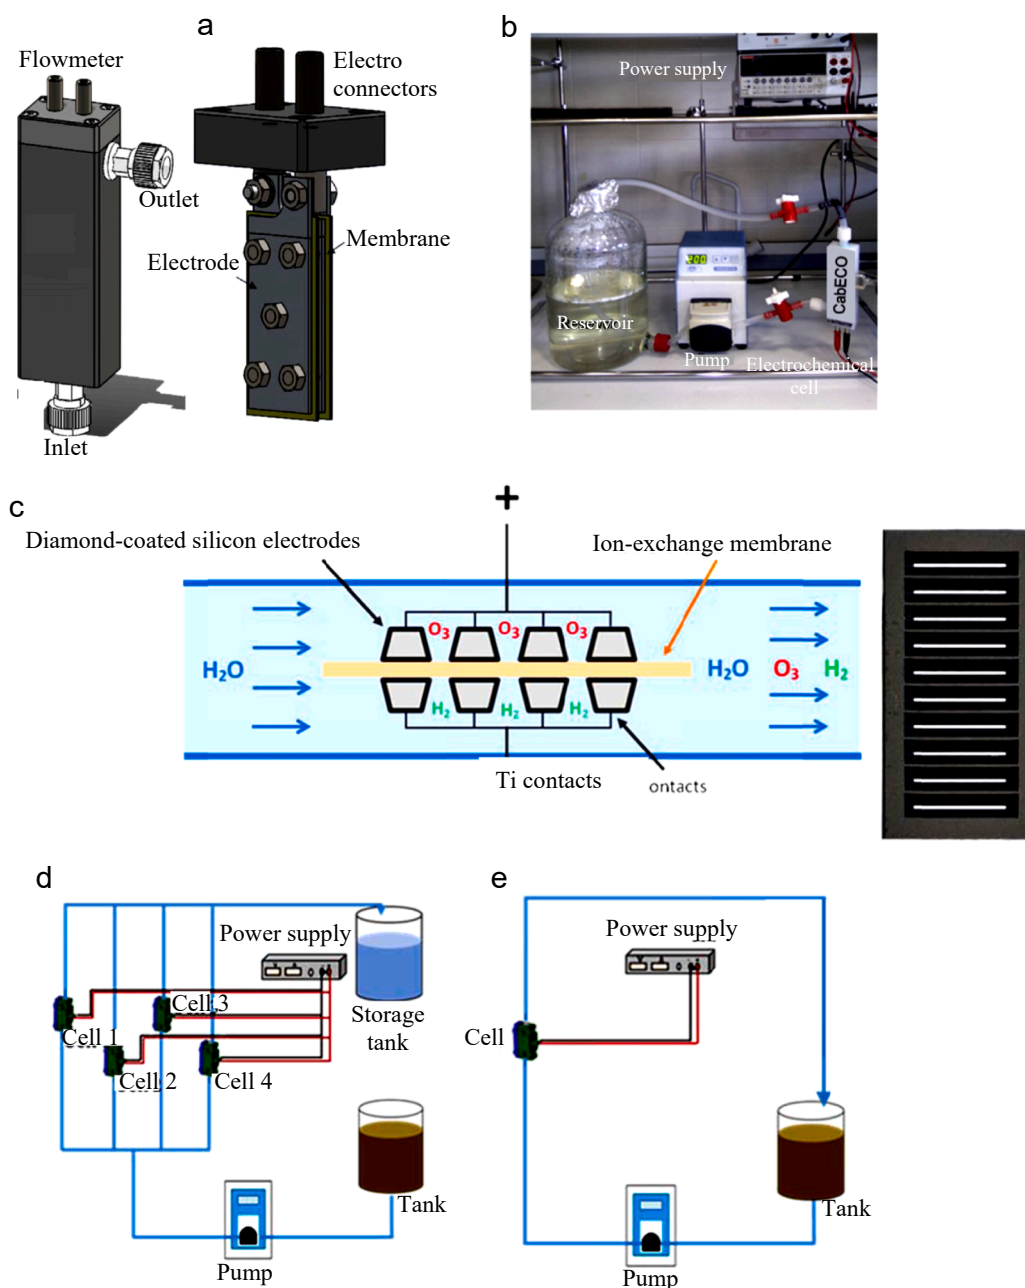 a
Flowmeter
Electro
connectors
Outlet
Membrane
Electrode
Inlet
b
Power supply
200
CabECO
Reservoir
Pump
Electrochemical
cell
c
+
Diamond-coated silicon electrodes
Ion-exchange membrane
O₃ O₃ O₃
H₂O
H₂O O₃ H₂
H₂ H₂ H₂
Ti contacts
ontacts
d
Power supply
Cell 3
Storage
tank
Cell 1
Cell 2
Cell 4
Tank
Pump
e
Power supply
Cell
Tank
Pump